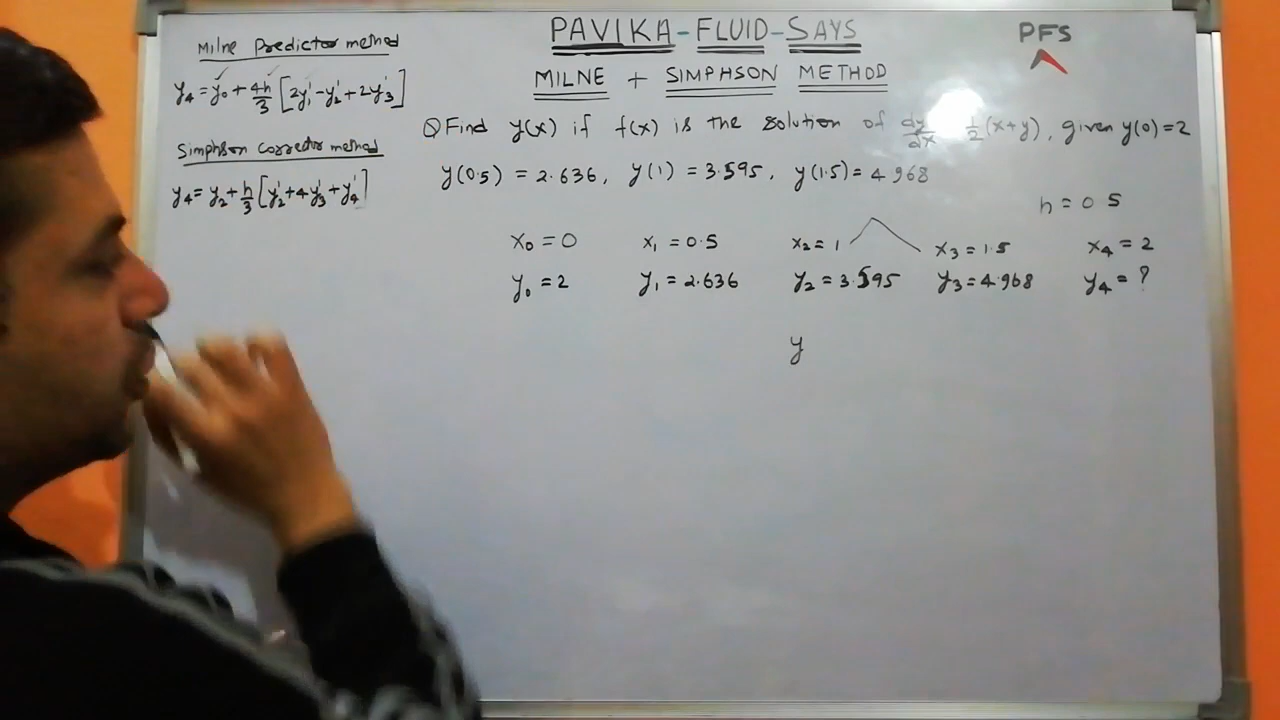 PAVIKA-FLUID-SAYS
PFS
MILNE + SIMPHSON METHOD
Milne Predictor method
y₄ = y₀ + 4h/3 [2y₁' - y₂' + 2y₃']
Simphson corrector method
y₄ = y₂ + h/3 [y₂' + 4y₃' + y₄']
Q Find y(x) if f(x) is the solution of dy/dx = 1/2 (x+y), given y(0) = 2
y(0.5) = 2.636, y(1) = 3.595, y(1.5) = 4.968
h = 0.5
x₀ = 0 x₁ = 0.5 x₂ = 1 x₃ = 1.5 x₄ = 2
y₀ = 2 y₁ = 2.636 y₂ = 3.595 y₃ = 4.968 y₄ = ?
y